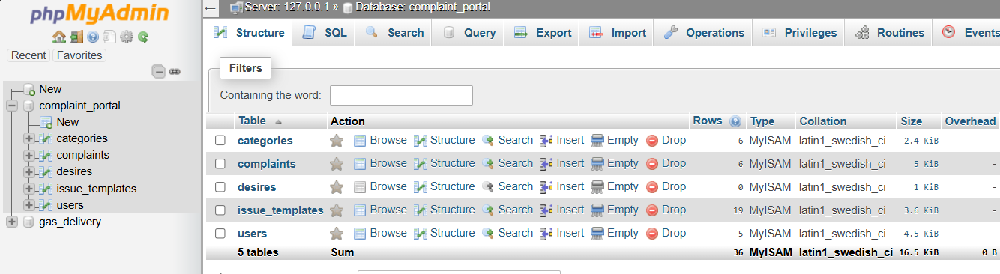 phpMyAdmin
Recent Favorites
New
complaint_portal
New
categories
complaints
desires
issue_templates
users
gas_delivery
Server: 127.0.0.1 » Database: complaint_portal
Structure SQL Search Query Export Import Operations Privileges Routines Events
Filters
Containing the word:
Table Action Rows Type Collation Size Overhead
categories Browse Structure Search Insert Empty Drop 6 MyISAM latin1_swedish_ci 2.4 KiB -
complaints Browse Structure Search Insert Empty Drop 6 MyISAM latin1_swedish_ci 5 KiB -
desires Browse Structure Search Insert Empty Drop 0 MyISAM latin1_swedish_ci 1 KiB -
issue_templates Browse Structure Search Insert Empty Drop 19 MyISAM latin1_swedish_ci 3.6 KiB -
users Browse Structure Search Insert Empty Drop 5 MyISAM latin1_swedish_ci 4.5 KiB -
5 tables Sum 36 MyISAM latin1_swedish_ci 16.5 KiB 0 B